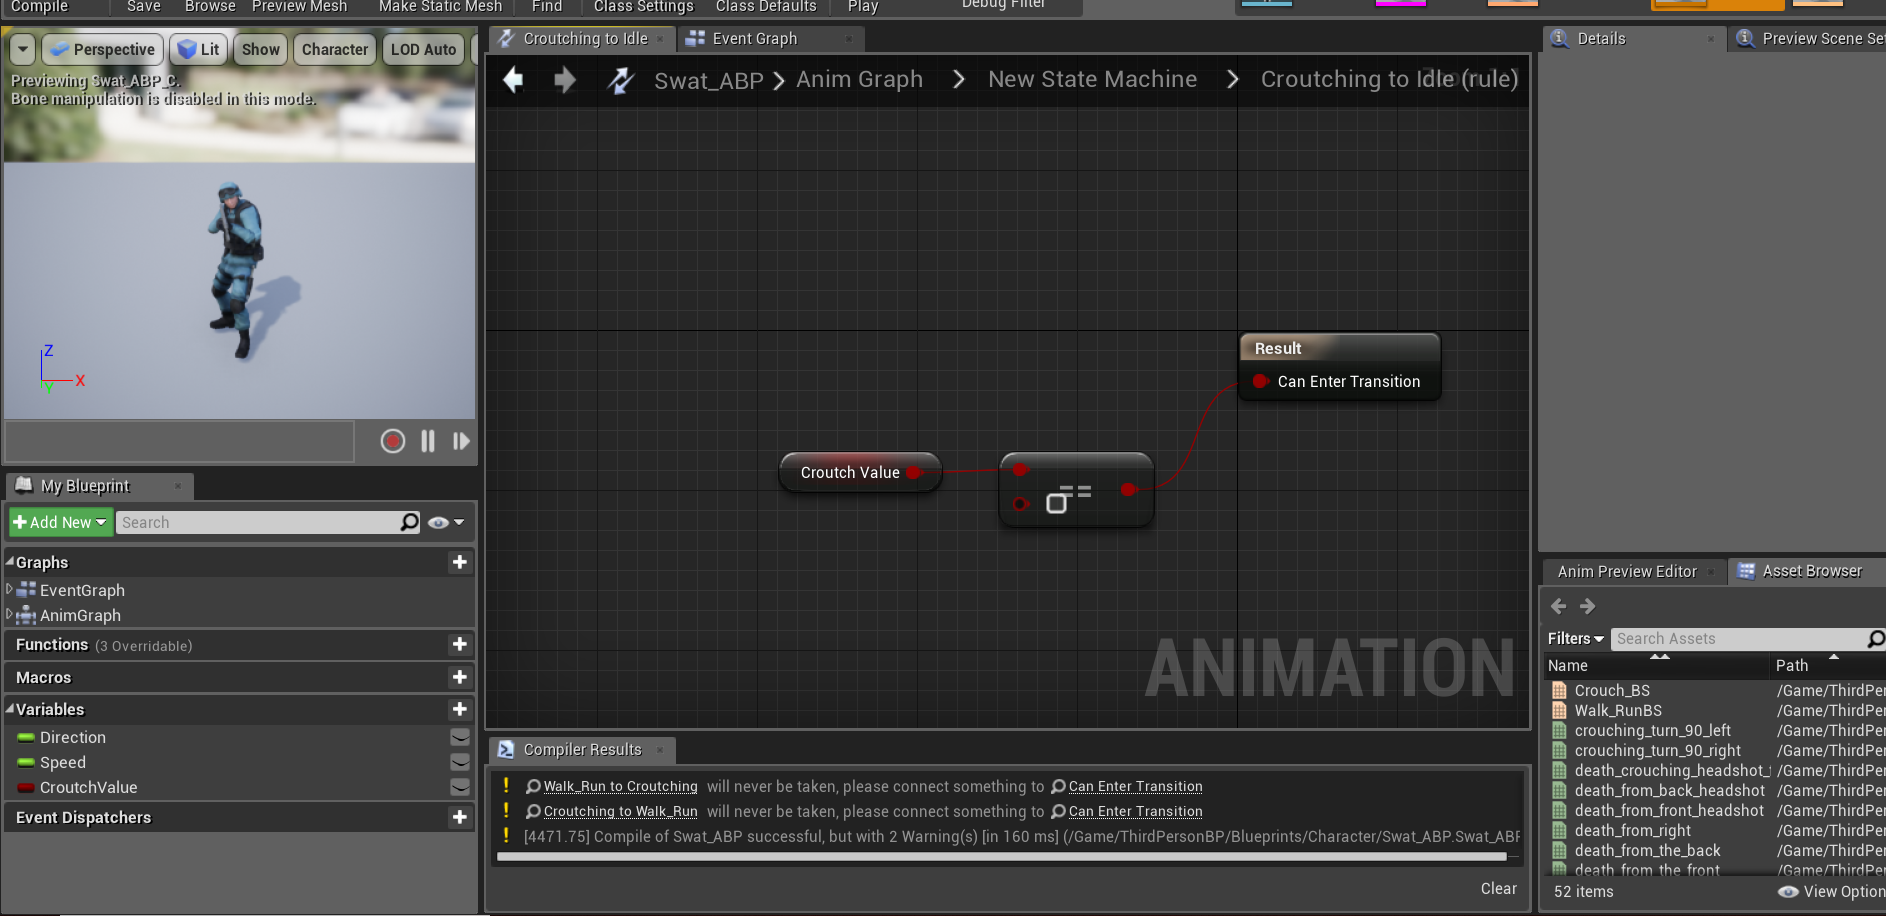 Compile Save Browse Preview Mesh Make Static Mesh Find Class Settings Class Defaults Play Debug Filter
Perspective Lit Show Character LOD Auto
Previewing Swat_ABP_C.
Bone manipulation is disabled in this mode.
Z
X
Y
Croutching to Idle
Event Graph
Swat_ABP > Anim Graph > New State Machine > Croutching to Idle (rule)
Result
Can Enter Transition
Croutch Value
==
ANIMATION
Details
Preview Scene Set
My Blueprint
Add New
Search
Graphs
EventGraph
AnimGraph
Functions (3 Overridable)
Macros
Variables
Direction
Speed
CroutchValue
Event Dispatchers
Compiler Results
! Walk_Run to Croutching will never be taken, please connect something to Can Enter Transition
! Croutching to Walk_Run will never be taken, please connect something to Can Enter Transition
! [4471.75] Compile of Swat_ABP successful, but with 2 Warning(s) [in 160 ms] (/Game/ThirdPersonBP/Blueprints/Character/Swat_ABP.Swat_ABP
Clear
Anim Preview Editor
Asset Browser
Filters
Search Assets
Name Path
Crouch_BS /Game/ThirdPer
Walk_RunBS /Game/ThirdPer
crouching_turn_90_left /Game/ThirdPer
crouching_turn_90_right /Game/ThirdPer
death_crouching_headshot_f /Game/ThirdPer
death_from_back_headshot /Game/ThirdPer
death_from_front_headshot /Game/ThirdPer
death_from_right /Game/ThirdPer
death_from_the_back /Game/ThirdPer
death_from_the_front /Game/ThirdPer
52 items
View Option